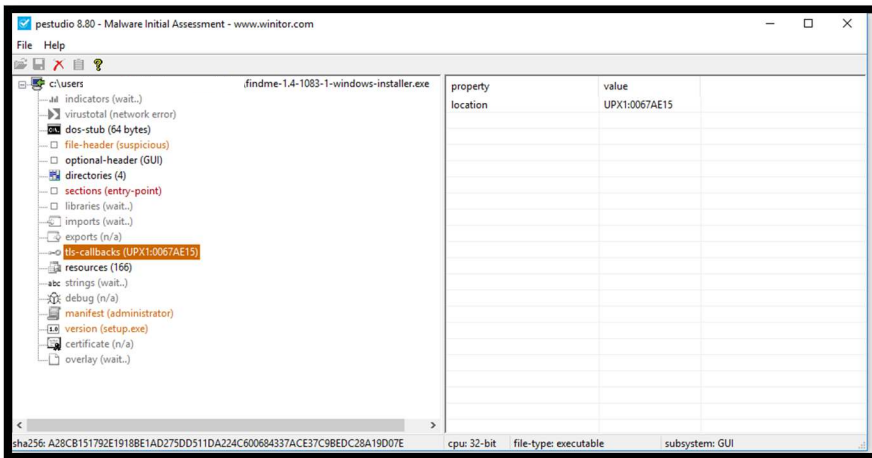 pestudio 8.80 - Malware Initial Assessment - www.winitor.com
File Help
c:\users findme-1.4-1083-1-windows-installer.exe
indicators (wait..)
virustotal (network error)
dos-stub (64 bytes)
file-header (suspicious)
optional-header (GUI)
directories (4)
sections (entry-point)
libraries (wait..)
imports (wait..)
exports (n/a)
tls-callbacks (UPX1:0067AE15)
resources (166)
abc strings (wait..)
debug (n/a)
manifest (administrator)
1.0 version (setup.exe)
certificate (n/a)
overlay (wait..)
property value
location UPX1:0067AE15
sha256: A28CB151792E1918BE1AD275DD511DA224C600684337ACE37C9BEDC28A19D07E cpu: 32-bit file-type: executable subsystem: GUI